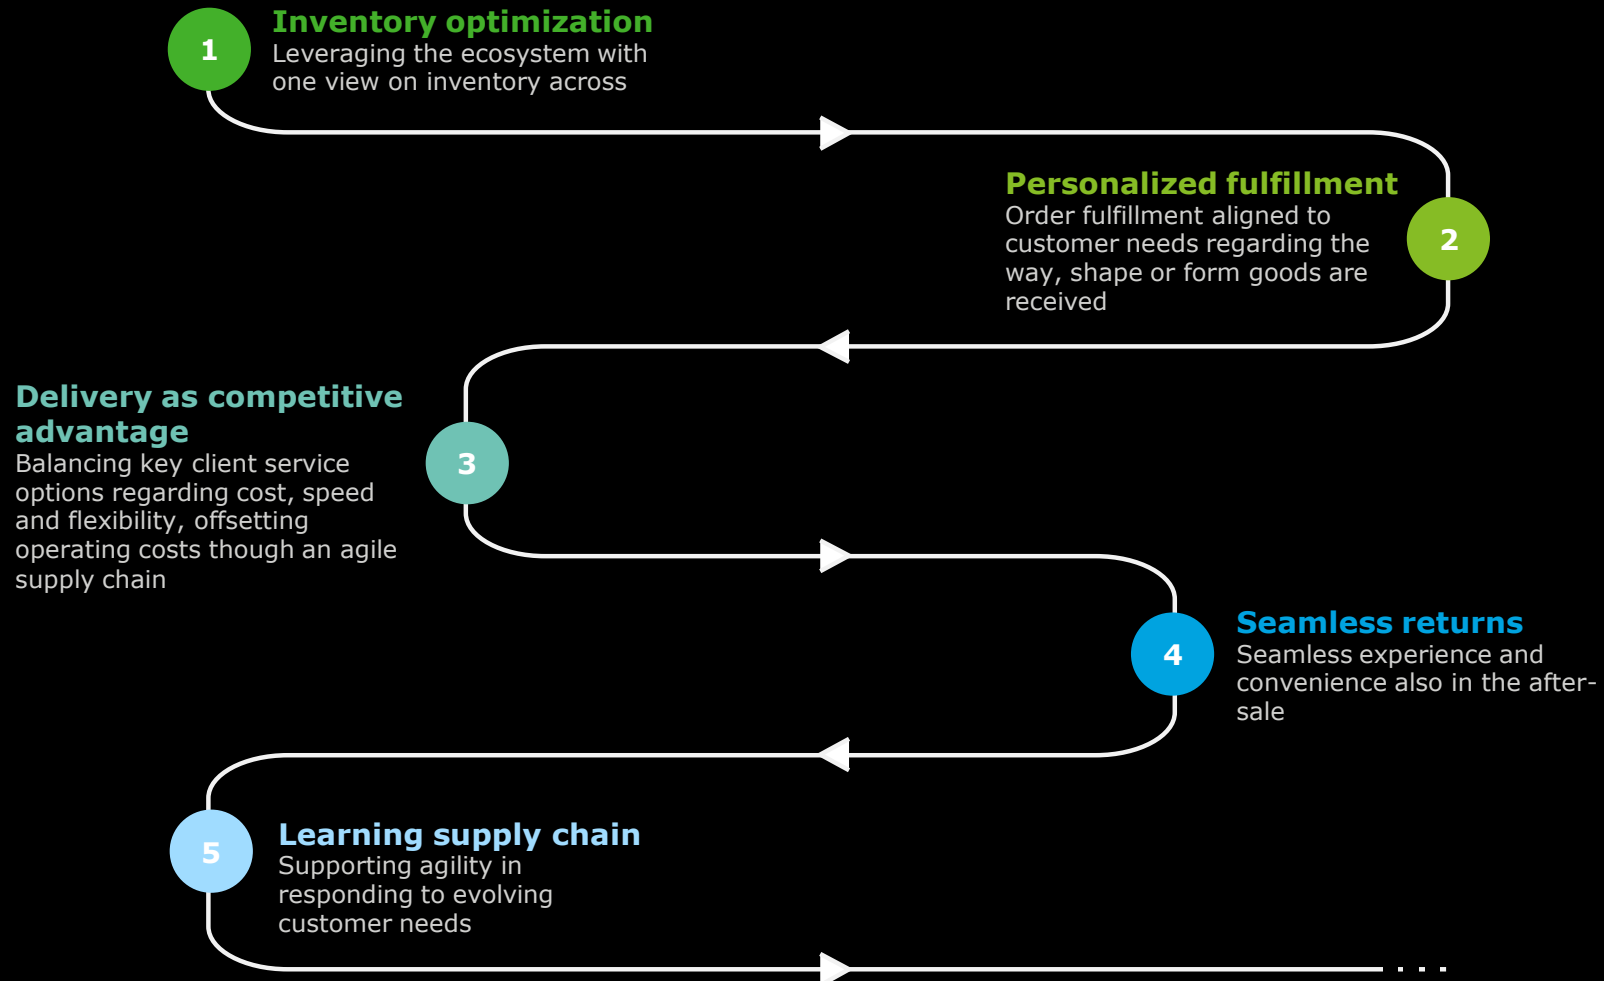 1
Inventory optimization
Leveraging the ecosystem with
one view on inventory across
Personalized fulfillment
Order fulfillment aligned to
customer needs regarding the
way, shape or form goods are
received
2
Delivery as competitive
advantage
Balancing key client service
options regarding cost, speed
and flexibility, offsetting
operating costs though an agile
supply chain
3
4
Seamless returns
Seamless experience and
convenience also in the after-
sale
5
Learning supply chain
Supporting agility in
responding to evolving
customer needs